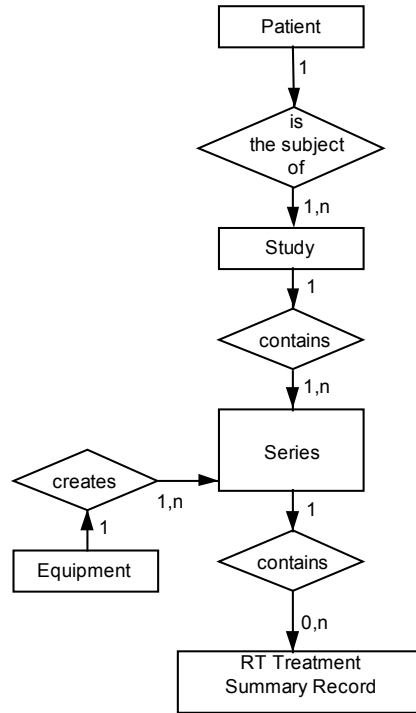 Patient
1
is
the subject
of
1,n
Study
1
contains
1,n
Series
creates
1,n
1
Equipment
1
contains
0,n
RT Treatment
Summary Record